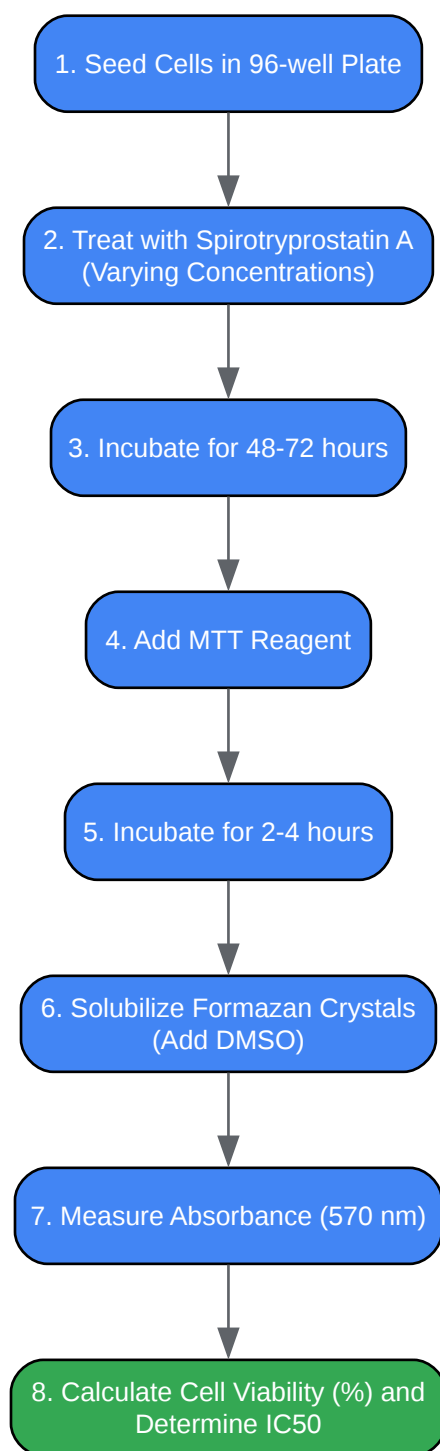 1. Seed Cells in 96-well Plate
2. Treat with Spirotryprostatin A
(Varying Concentrations)
3. Incubate for 48-72 hours
4. Add MTT Reagent
5. Incubate for 2-4 hours
6. Solubilize Formazan Crystals
(Add DMSO)
7. Measure Absorbance (570 nm)
8. Calculate Cell Viability (%) and
Determine IC50